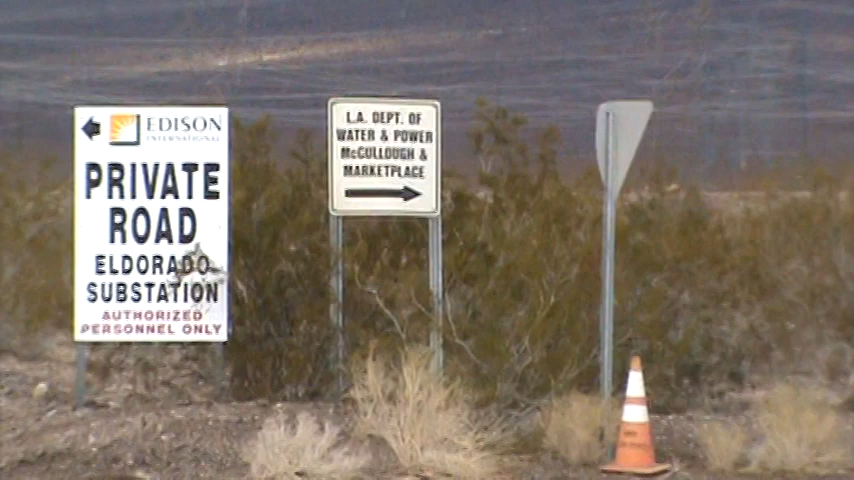 EDISON
INTERNATIONAL
PRIVATE
ROAD
ELDORADO
SUBSTATION
AUTHORIZED
PERSONNEL ONLY
L.A. DEPT. OF
WATER & POWER
McCULLOUGH &
MARKETPLACE